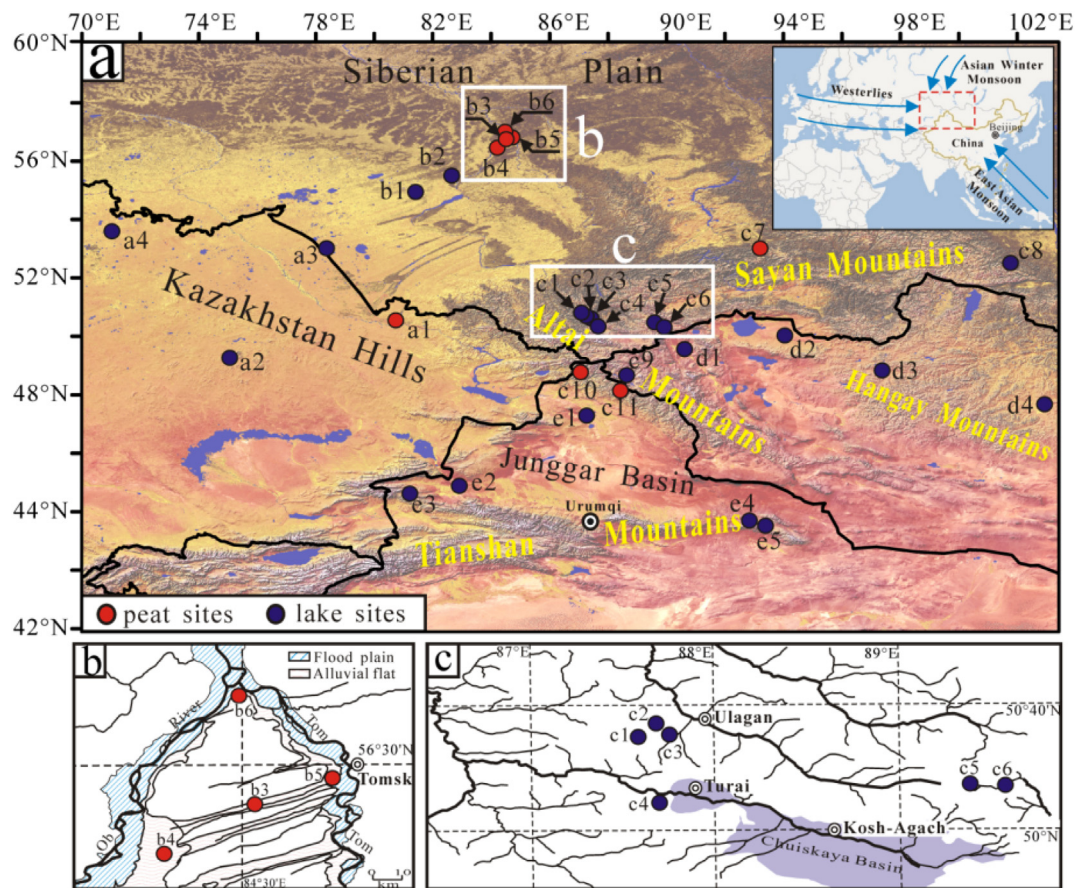 70°E 74°E 78°E 82°E 86°E 90°E 94°E 98°E 102°E
60°N
56°N
52°N
48°N
44°N
42°N
a
Siberian Plain
b3
b6
b5
b4
b
b2
b1
a4
a3
Kazakhstan Hills
a1
a2
c
c1
c2
c3
c4
c5
c6
c7
c8
Sayan Mountains
Altai
Mountains
c9
c10
c11
d1
d2
d3
d4
Hangay Mountains
e1
e2
e3
e4
e5
Junggar Basin
Urumqi
Tianshan Mountains
peat sites
lake sites
Asian Winter
Monsoon
Westerlies
Beijing
China
East Asian
Monsoon
b
Flood plain
Alluvial flat
River
Ob
Tom
Tom
b6
b5
b3
b4
56°30'N
Tomsk
84°30'E
0 10
km
c
87°E
88°E
89°E
50°40'N
50°N
Ulagan
c2
c1
c3
c4
c5
c6
Turai
Kosh-Agach
Chuiskaya Basin